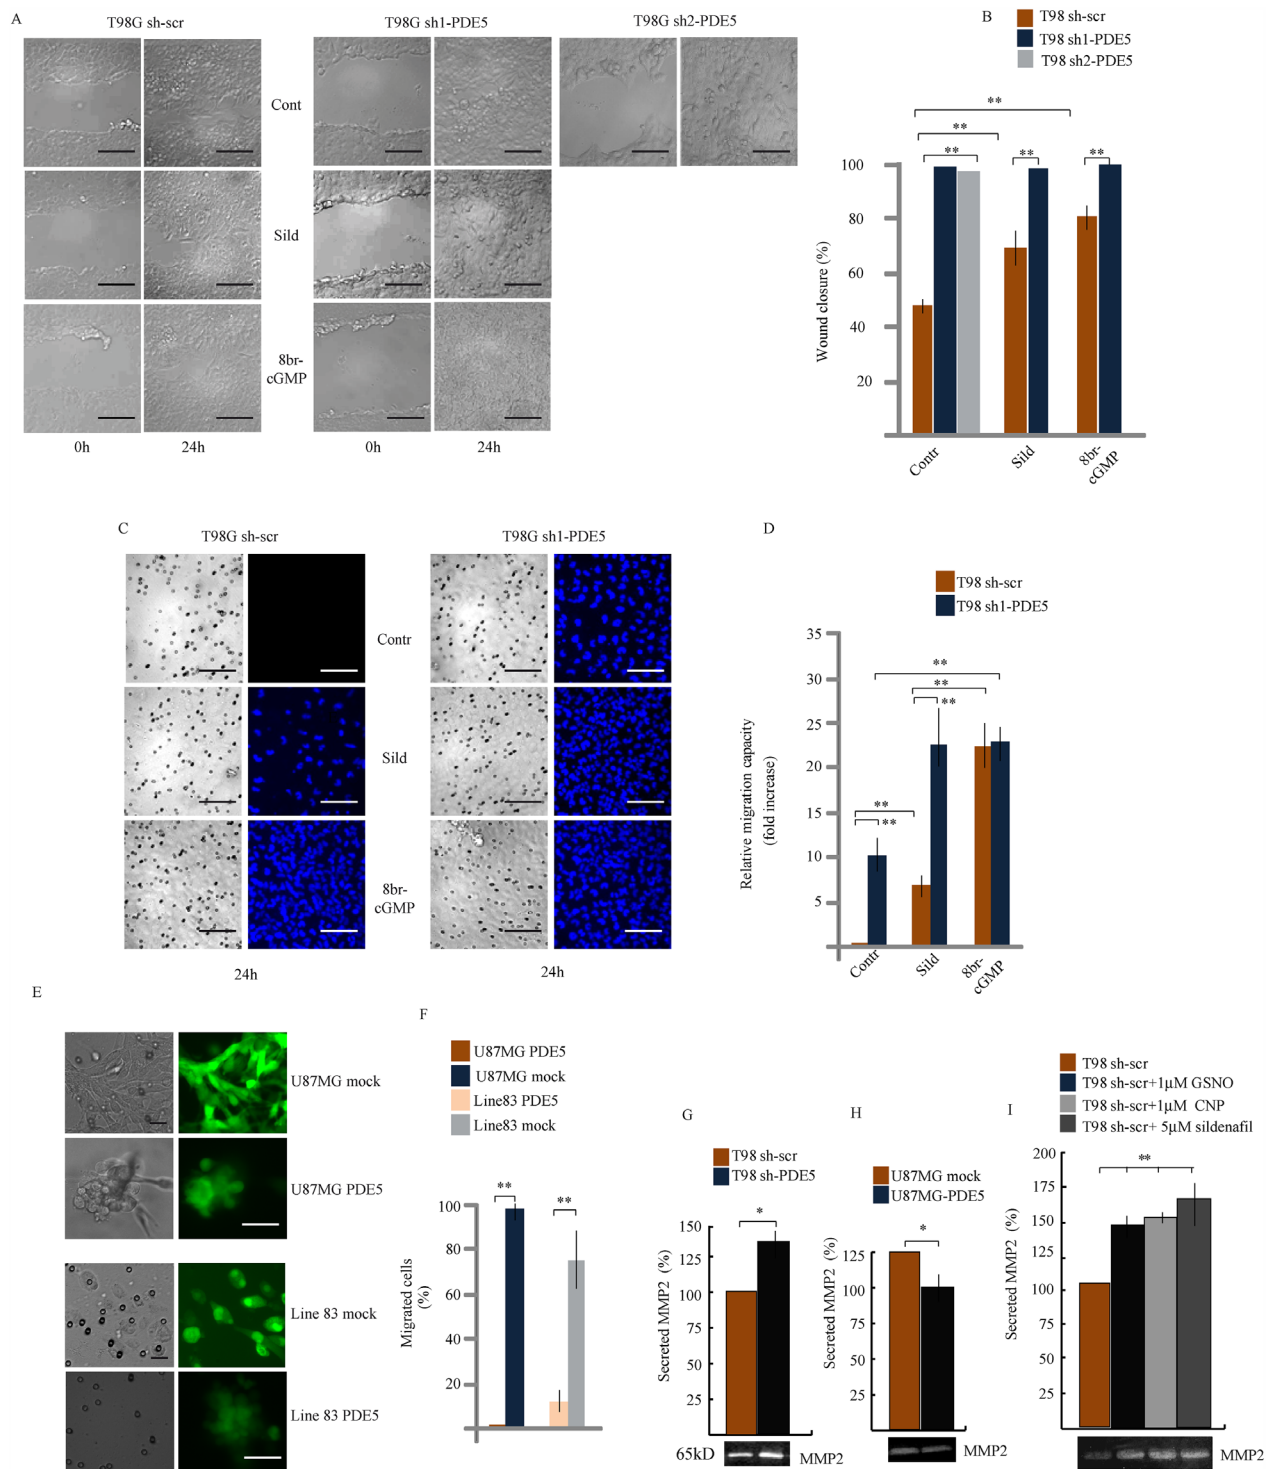 A
T98G sh-scr
T98G sh1-PDE5
T98G sh2-PDE5
Cont
Sild
8br-
cGMP
0h
24h
0h
24h
B
T98 sh-scr
T98 sh1-PDE5
T98 sh2-PDE5
**
**
**
**
**
100
80
60
40
20
Wound closure (%)
Contr
Sild
8br-
cGMP
C
T98G sh-scr
T98G sh1-PDE5
Contr
Sild
8br-
cGMP
24h
24h
D
T98 sh-scr
T98 sh1-PDE5
35
30
25
20
15
10
5
**
**
**
**
**
Relative migration capacity
(fold increase)
Contr
Sild
8br-
cGMP
E
U87MG mock
U87MG PDE5
Line 83 mock
Line 83 PDE5
F
U87MG PDE5
U87MG mock
Line83 PDE5
Line83 mock
**
**
100
80
60
40
20
Migrated cells
(%)
G
T98 sh-scr
T98 sh-PDE5
*
150
125
100
75
50
25
Secreted MMP2 (%)
65kD
MMP2
H
U87MG mock
U87MG-PDE5
*
125
100
75
50
25
Secreted MMP2 (%)
MMP2
I
T98 sh-scr
T98 sh-scr+1µM GSNO
T98 sh-scr+1µM CNP
T98 sh-scr+ 5µM sildenafil
**
200
175
150
125
100
75
50
25
Secreted MMP2 (%)
MMP2